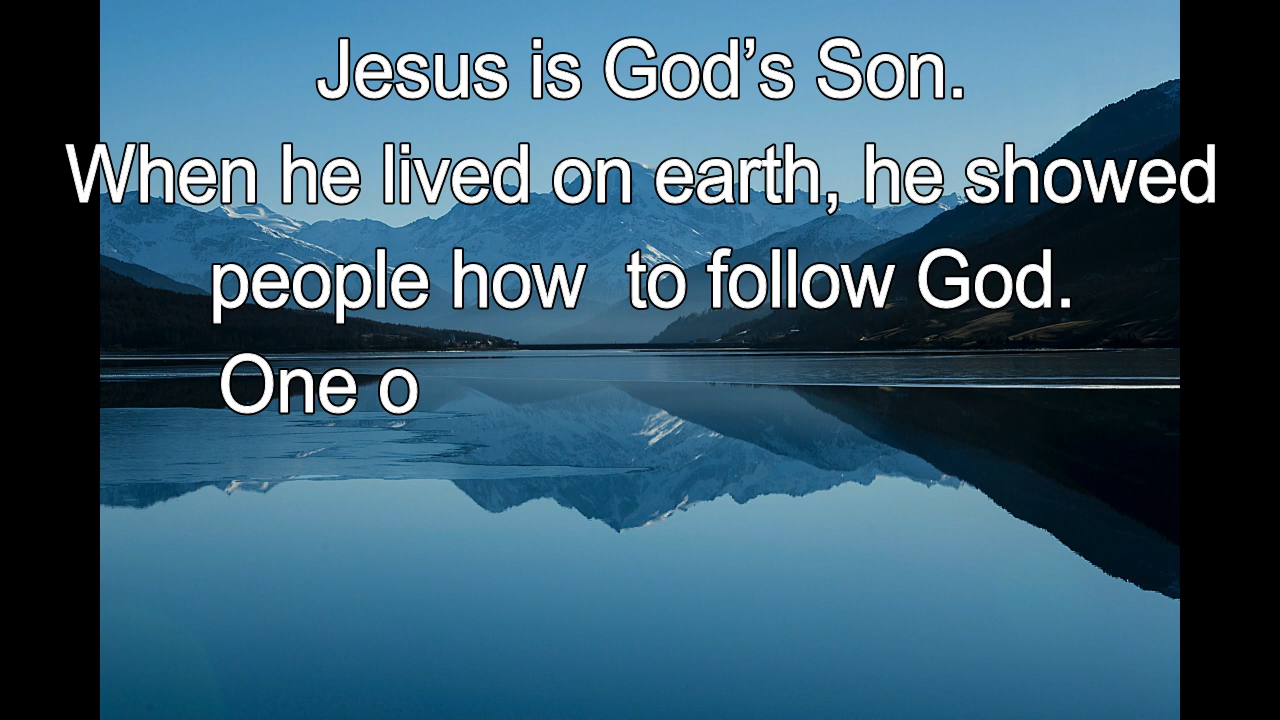 Jesus is God’s Son.
When he lived on earth, he showed
people how  to follow God.
One o